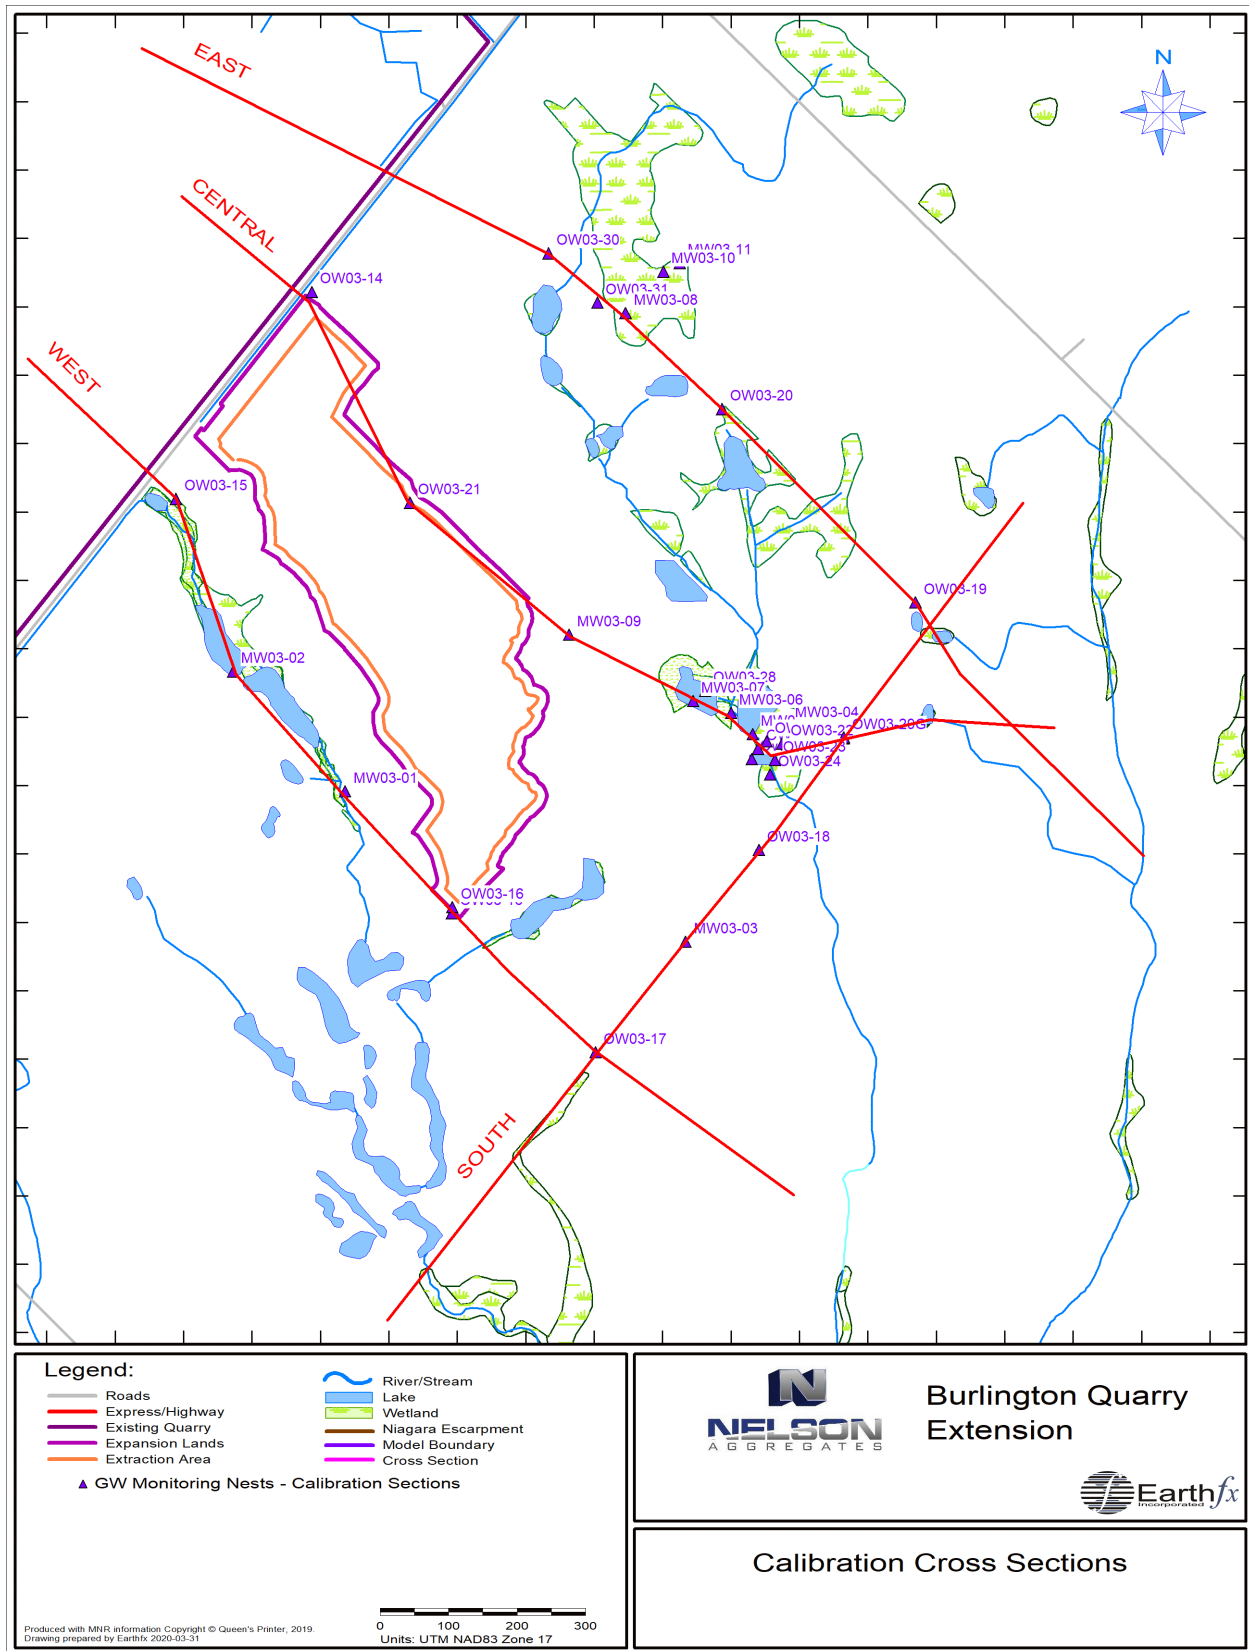 EAST
N
CENTRAL
OW03-30
MW03-11
MW03-10
OW03-14
OW03-31
MW03-08
WEST
OW03-20
OW03-15
OW03-21
OW03-19
MW03-09
MW03-02
OW03-28
MW03-07
MW03-06
MW03-04
OW03-29G
MW03-01
OW03-24
OW03-18
OW03-16
MW03-03
OW03-17
SOUTH
Legend:
Roads
Express/Highway
Existing Quarry
Expansion Lands
Extraction Area
River/Stream
Lake
Wetland
Niagara Escarpment
Model Boundary
Cross Section
GW Monitoring Nests - Calibration Sections
0 100 200 300
Units: UTM NAD83 Zone 17
Produced with MNR information Copyright © Queen's Printer, 2019.
Drawing prepared by Earthfx 2020-03-31
N
NELSON
AGGREGATES
Burlington Quarry
Extension
Earthfx
Incorporated
Calibration Cross Sections